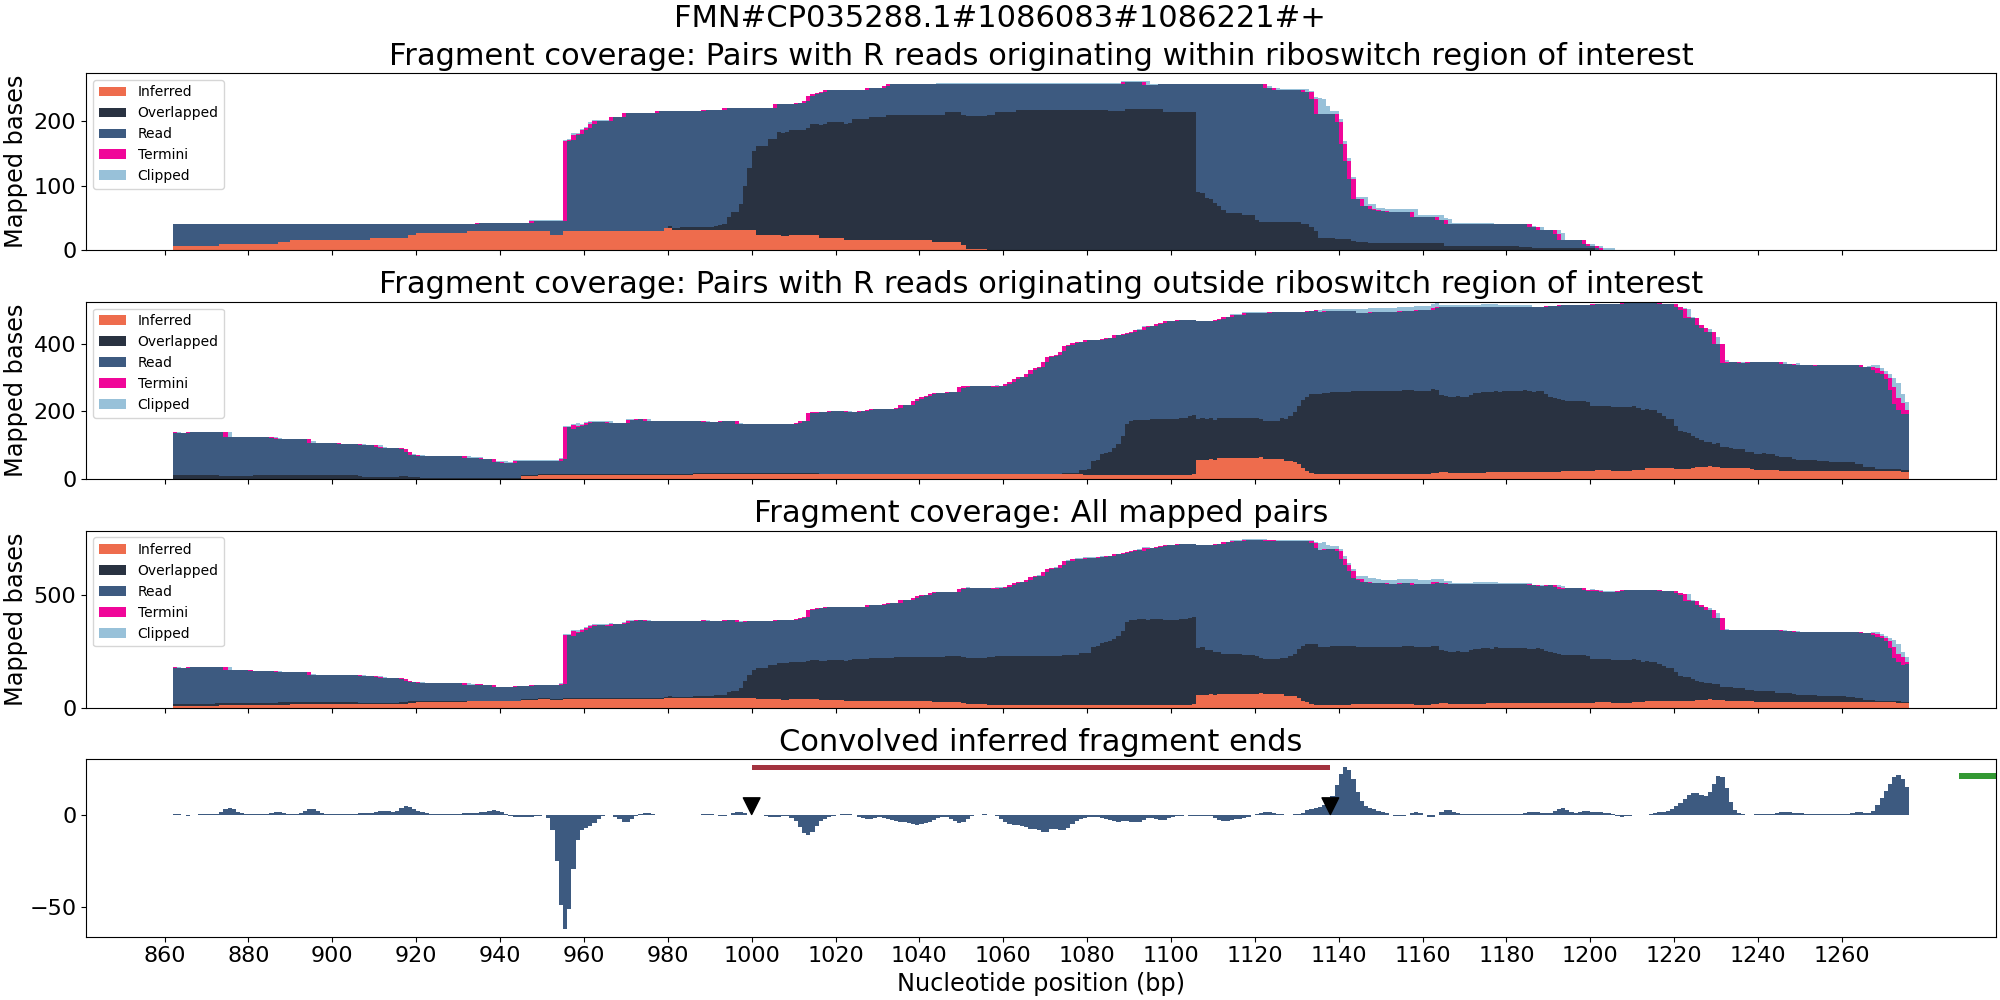 FMN#CP035288.1#1086083#1086221#+
Fragment coverage: Pairs with R reads originating within riboswitch region of interest
Mapped bases
200
100
0
Inferred
Overlapped
Read
Termini
Clipped
Fragment coverage: Pairs with R reads originating outside riboswitch region of interest
Mapped bases
400
200
0
Inferred
Overlapped
Read
Termini
Clipped
Fragment coverage: All mapped pairs
Mapped bases
500
0
Inferred
Overlapped
Read
Termini
Clipped
Convolved inferred fragment ends
0
−50
860 880 900 920 940 960 980 1000 1020 1040 1060 1080 1100 1120 1140 1160 1180 1200 1220 1240 1260
Nucleotide position (bp)